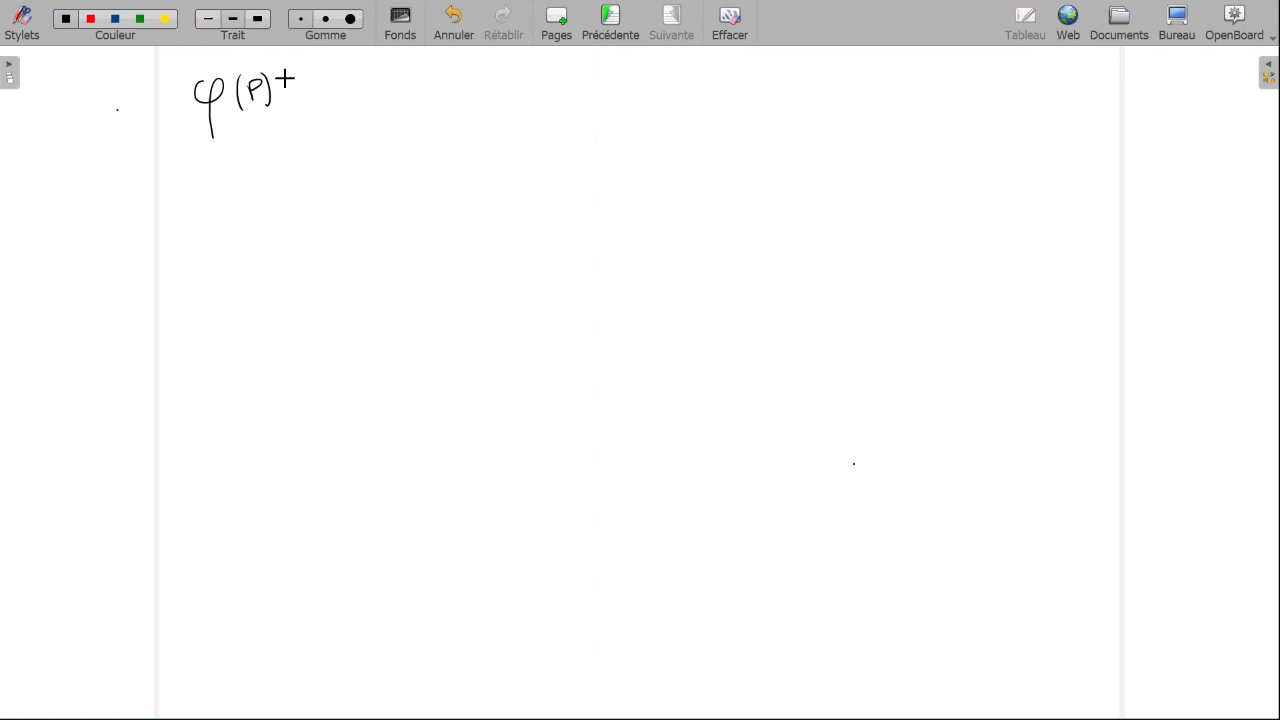 Stylets Couleur Trait Gomme Fonds Annuler Rétablir Pages Précédente Suivante Effacer Tableau Web Documents Bureau OpenBoard
φ(P)